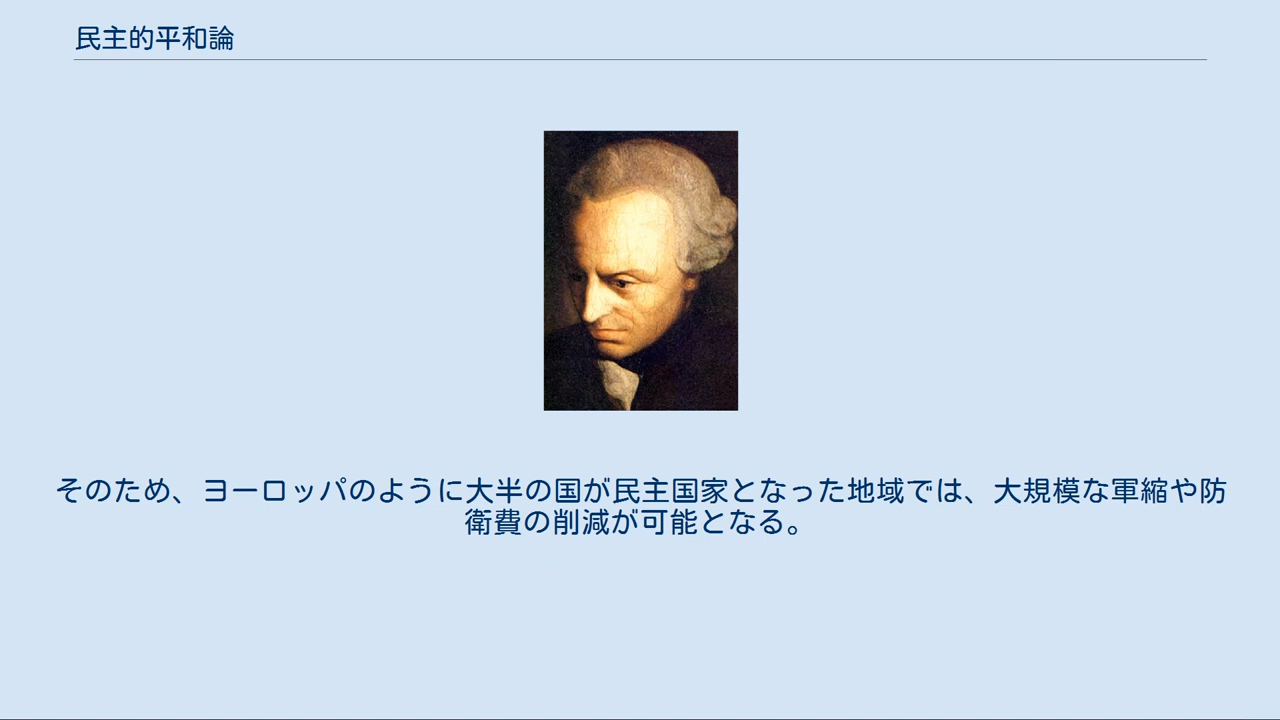 民主的平和論
そのため、ヨーロッパのように大半の国が民主国家となった地域では、大規模な軍縮や防
衛費の削減が可能となる。